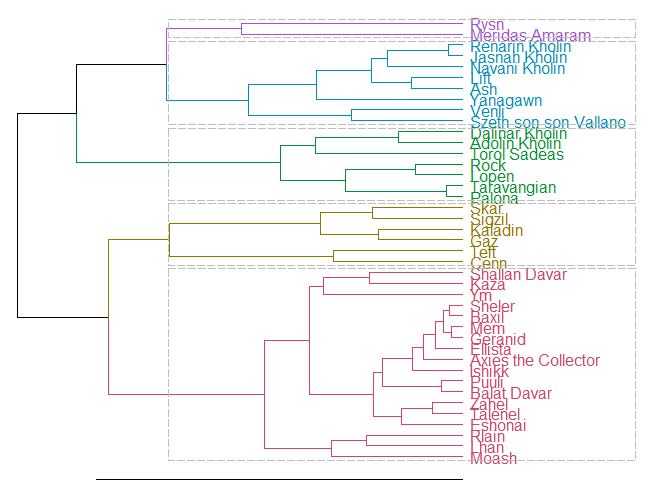 Rysn
Meridas Amaram
Renarin Kholin
Jasnah Kholin
Navani Kholin
Lift
Ash
Yanagawn
Venli
Szeth son son Vallano
Dalinar Kholin
Adolin Kholin
Torol Sadeas
Rock
Lopen
Taravangian
Palona
Skar
Sigzil
Kaladin
Gaz
Teft
Cenn
Shallan Davar
Kaza
Ym
Sheler
Baxil
Mem
Geranid
Ellista
Axies the Collector
Ishikk
Puuli
Balat Davar
Zahel
Talenel
Eshonai
Rlain
Lhan
Moash